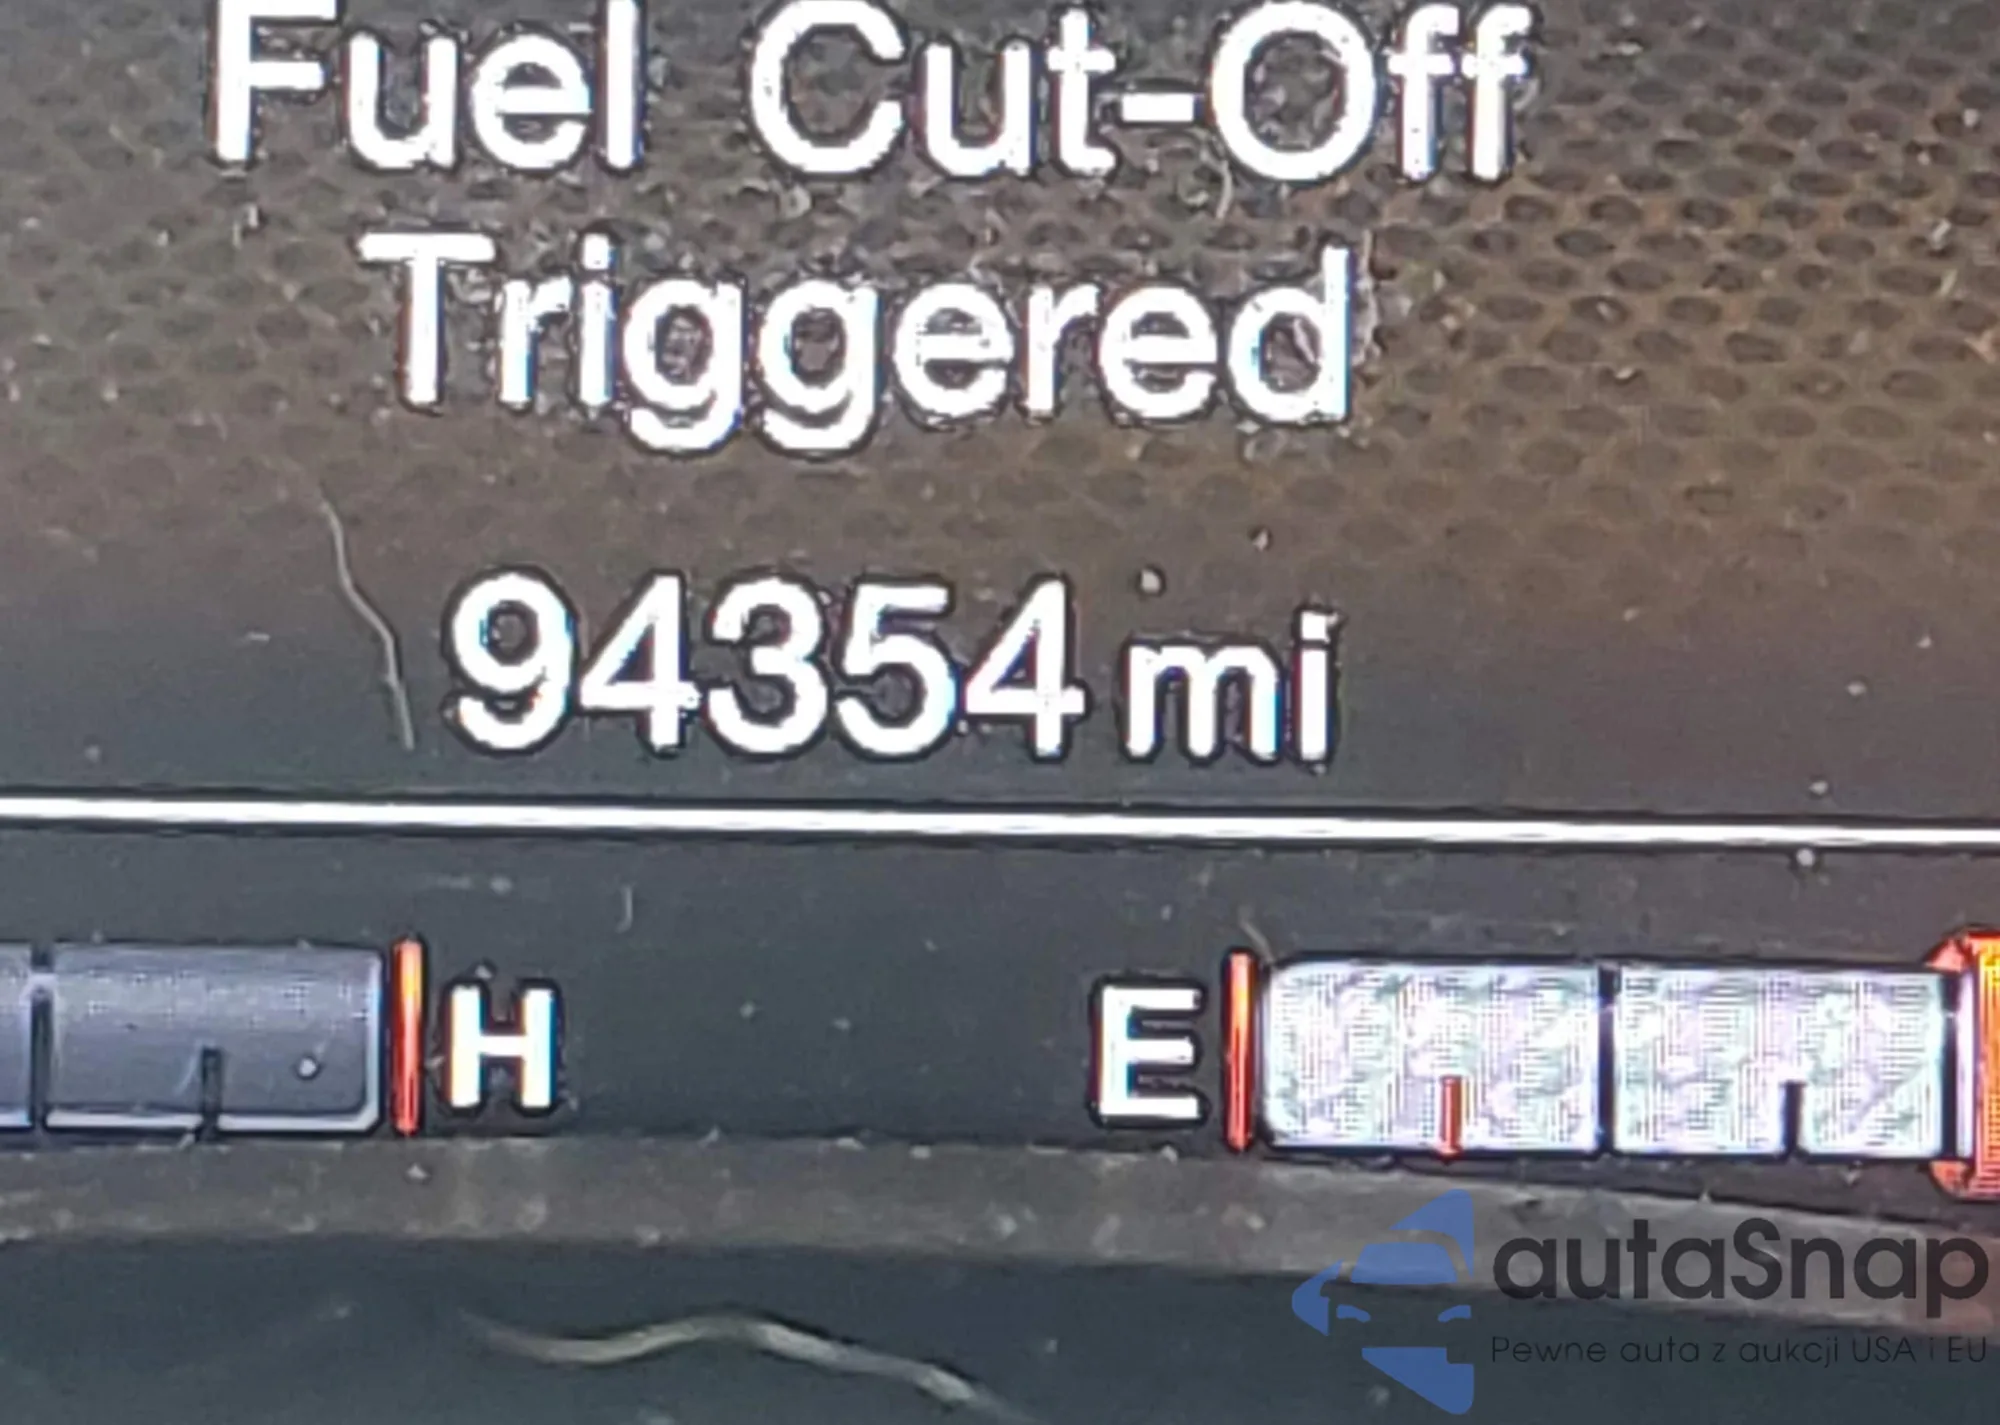 Fuel Cut-Off
Triggered
94354 mi
H
E
autaSnap
Pewne auta z aukcji USA i EU